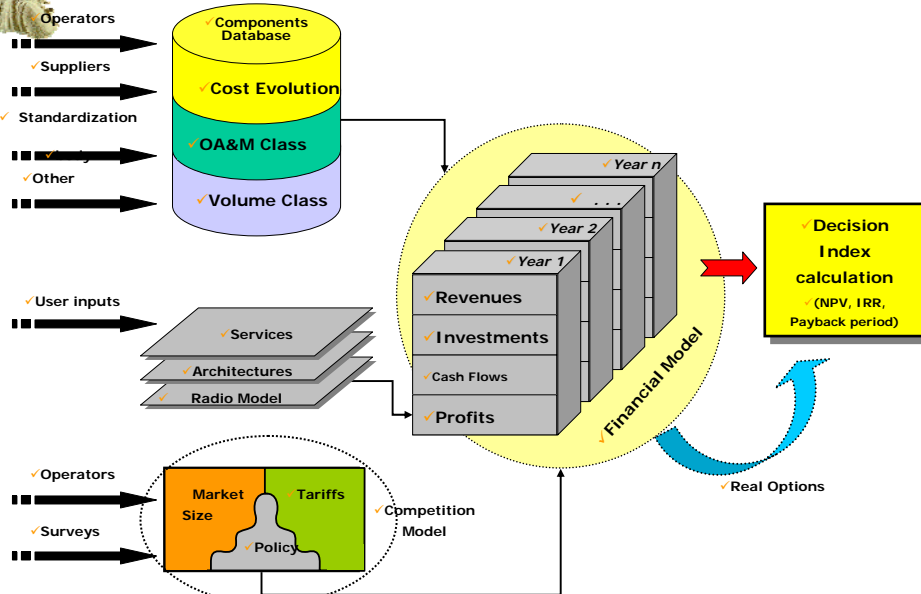 Operators
Suppliers
Standardization
Other
Components
Database
Cost Evolution
OA&M Class
Volume Class
User inputs
Services
Architectures
Radio Model
Year n
. . .
Year 2
Year 1
Revenues
Investments
Cash Flows
Profits
Financial Model
Decision
Index
calculation
(NPV, IRR,
Payback period)
Real Options
Operators
Surveys
Market
Size
Tariffs
Policy
Competition
Model